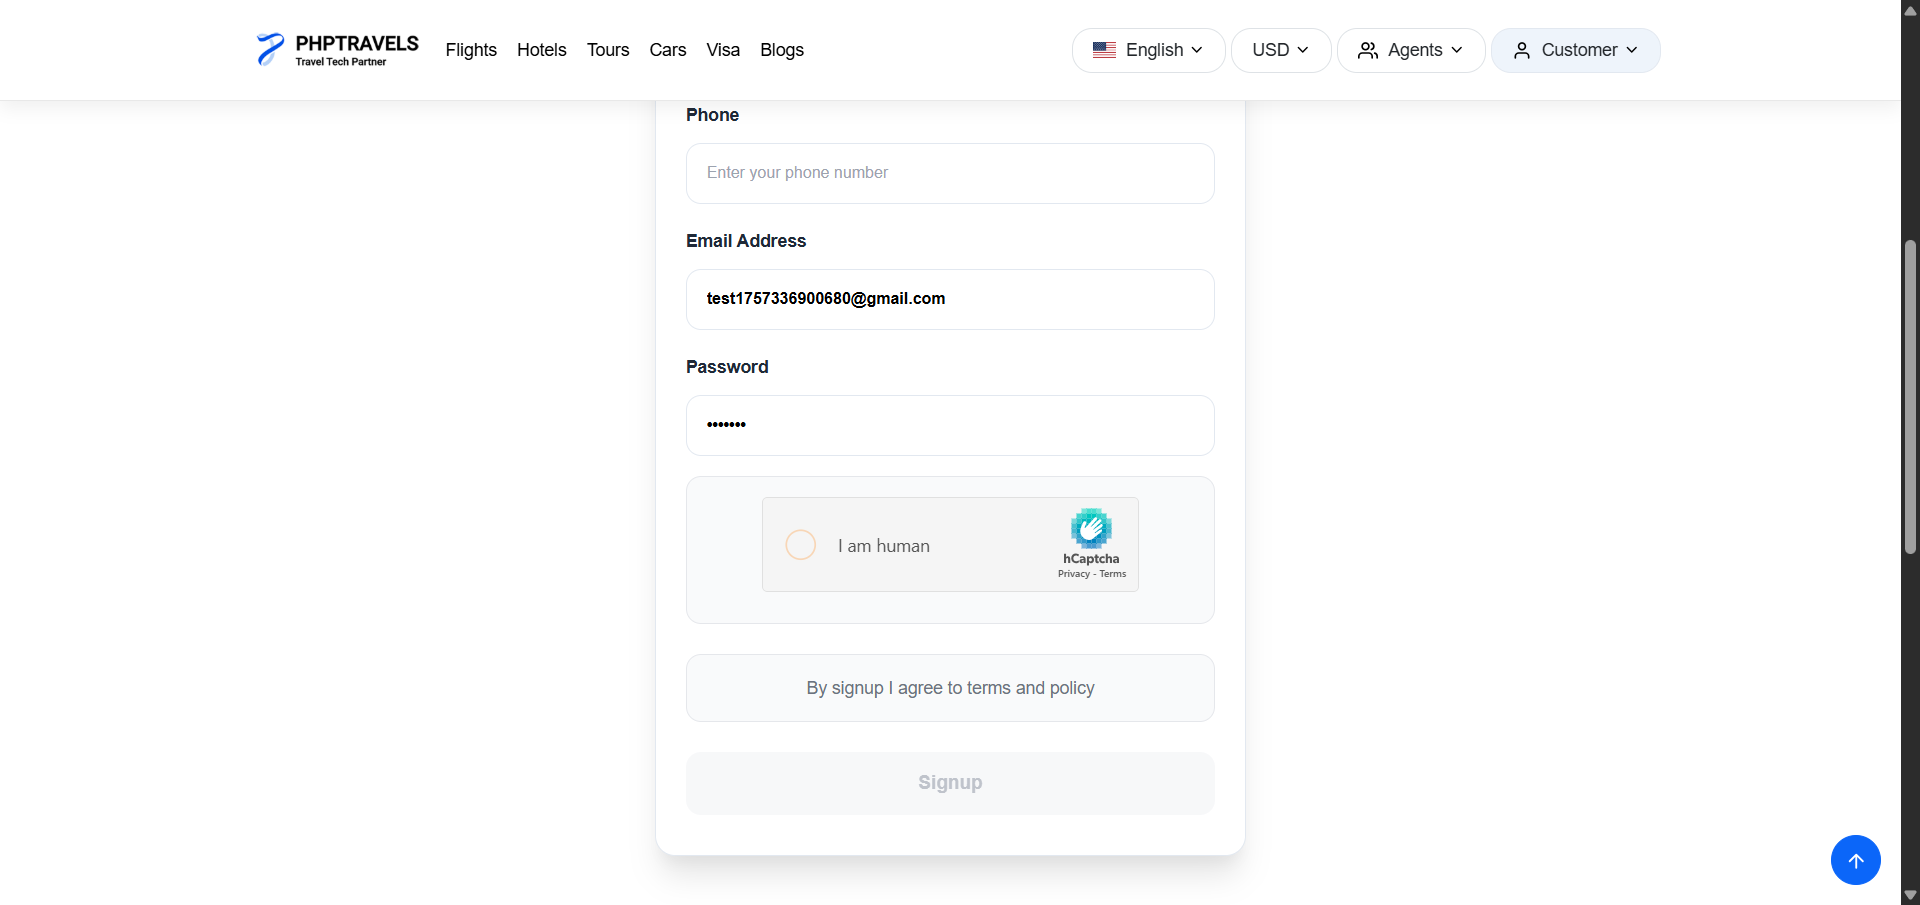 PHPTRAVELS
Travel Tech Partner
Flights Hotels Tours Cars Visa Blogs
English USD Agents Customer
Phone
Enter your phone number
Email Address
test1757336900680@gmail.com
Password
•••••••
I am human
hCaptcha
Privacy - Terms
By signup I agree to terms and policy
Signup